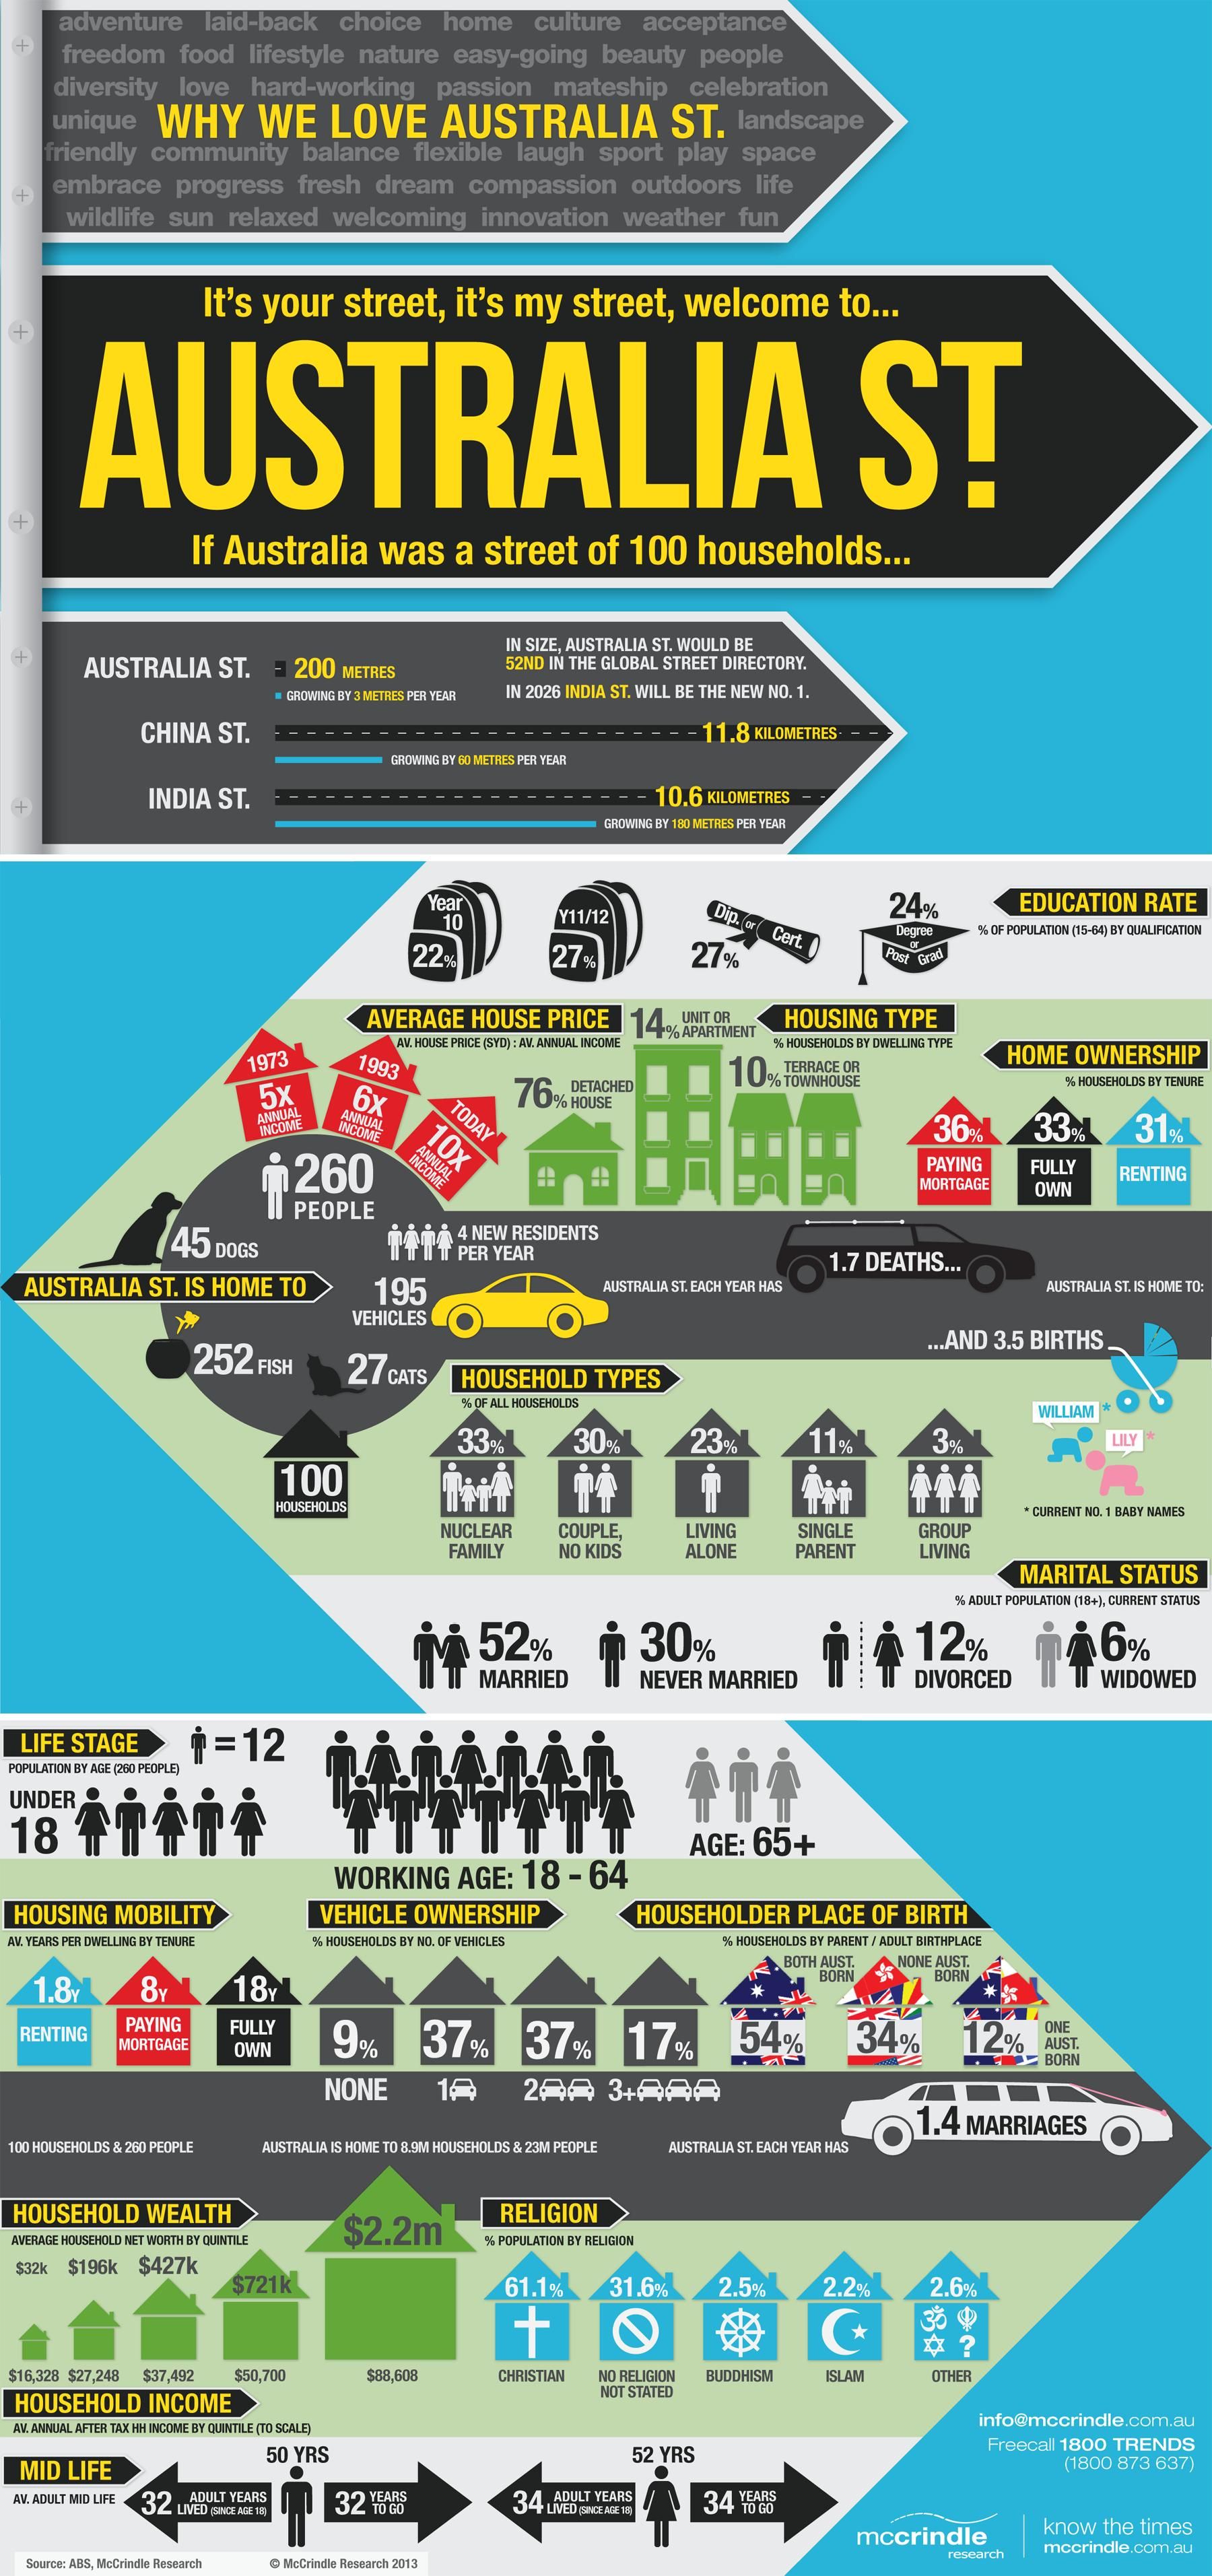 adventure laid-back choice home culture acceptance
freedom food lifestyle nature easy-going beauty people
diversity love hard-working passion mateship celebration
unique WHY WE LOVE AUSTRALIA ST. landscape
friendly community balance flexible laugh sport play space
embrace progress fresh dream compassion outdoors life
wildlife sun relaxed welcoming innovation weather fun
It's your street, it's my street, welcome to...
AUSTRALIA ST.
If Australia was a street of 100 households...
AUSTRALIA ST.
200 METRES
GROWING BY 3 METRES PER YEAR
IN SIZE, AUSTRALIA ST. WOULD BE
52ND IN THE GLOBAL STREET DIRECTORY.
IN 2026 INDIA ST. WILL BE THE NEW NO. 1.
CHINA ST.
11.8 KILOMETRES
GROWING BY 60 METRES PER YEAR
INDIA ST.
10.6 KILOMETRES
GROWING BY 180 METRES PER YEAR
EDUCATION RATE
% OF POPULATION (15-64) BY QUALIFICATION
Year
10
22%
Y11/12
27%
Dip. or Cert.
27%
24%
Degree
or
Post Grad
AVERAGE HOUSE PRICE
AV. HOUSE PRICE (SYD) : AV. ANNUAL INCOME
1973
5x
ANNUAL
INCOME
1993
6x
ANNUAL
INCOME
TODAY
10x
ANNUAL
INCOME
HOUSING TYPE
% HOUSEHOLDS BY DWELLING TYPE
76% DETACHED
HOUSE
14% UNIT OR
APARTMENT
10% TERRACE OR
TOWNHOUSE
HOME OWNERSHIP
% HOUSEHOLDS BY TENURE
36%
PAYING
MORTGAGE
33%
FULLY
OWN
31%
RENTING
AUSTRALIA ST. IS HOME TO
260
PEOPLE
45 DOGS
4 NEW RESIDENTS
PER YEAR
195
VEHICLES
252 FISH
27 CATS
100
HOUSEHOLDS
AUSTRALIA ST. EACH YEAR HAS
1.7 DEATHS...
AUSTRALIA ST. IS HOME TO:
...AND 3.5 BIRTHS
WILLIAM *
LILY *
* CURRENT NO. 1 BABY NAMES
HOUSEHOLD TYPES
% OF ALL HOUSEHOLDS
33%
NUCLEAR
FAMILY
30%
COUPLE,
NO KIDS
23%
LIVING
ALONE
11%
SINGLE
PARENT
3%
GROUP
LIVING
MARITAL STATUS
% ADULT POPULATION (18+), CURRENT STATUS
52%
MARRIED
30%
NEVER MARRIED
12%
DIVORCED
6%
WIDOWED
LIFE STAGE
=12
POPULATION BY AGE (260 PEOPLE)
UNDER
18
WORKING AGE: 18 - 64
AGE: 65+
HOUSING MOBILITY
AV. YEARS PER DWELLING BY TENURE
1.8Y
RENTING
8Y
PAYING
MORTGAGE
18Y
FULLY
OWN
VEHICLE OWNERSHIP
% HOUSEHOLDS BY NO. OF VEHICLES
9%
NONE
37%
1
37%
2
17%
3+
HOUSEHOLDER PLACE OF BIRTH
% HOUSEHOLDS BY PARENT / ADULT BIRTHPLACE
BOTH AUST.
BORN
54%
NONE AUST.
BORN
34%
12%
ONE
AUST.
BORN
100 HOUSEHOLDS & 260 PEOPLE
AUSTRALIA IS HOME TO 8.9M HOUSEHOLDS & 23M PEOPLE
AUSTRALIA ST. EACH YEAR HAS
1.4 MARRIAGES
HOUSEHOLD WEALTH
AVERAGE HOUSEHOLD NET WORTH BY QUINTILE
$32k
$196k
$427k
$721k
$2.2m
$16,328
$27,248
$37,492
$50,700
$88,608
HOUSEHOLD INCOME
AV. ANNUAL AFTER TAX HH INCOME BY QUINTILE (TO SCALE)
RELIGION
% POPULATION BY RELIGION
61.1%
CHRISTIAN
31.6%
NO RELIGION
NOT STATED
2.5%
BUDDHISM
2.2%
ISLAM
2.6%
ॐ
?
OTHER
MID LIFE
AV. ADULT MID LIFE
50 YRS
32 ADULT YEARS
LIVED (SINCE AGE 18)
32 YEARS
TO GO
52 YRS
34 ADULT YEARS
LIVED (SINCE AGE 18)
34 YEARS
TO GO
info@mccrindle.com.au
Freecall 1800 TRENDS
(1800 873 637)
mccrindle
research
know the times
mccrindle.com.au
Source: ABS, McCrindle Research
© McCrindle Research 2013